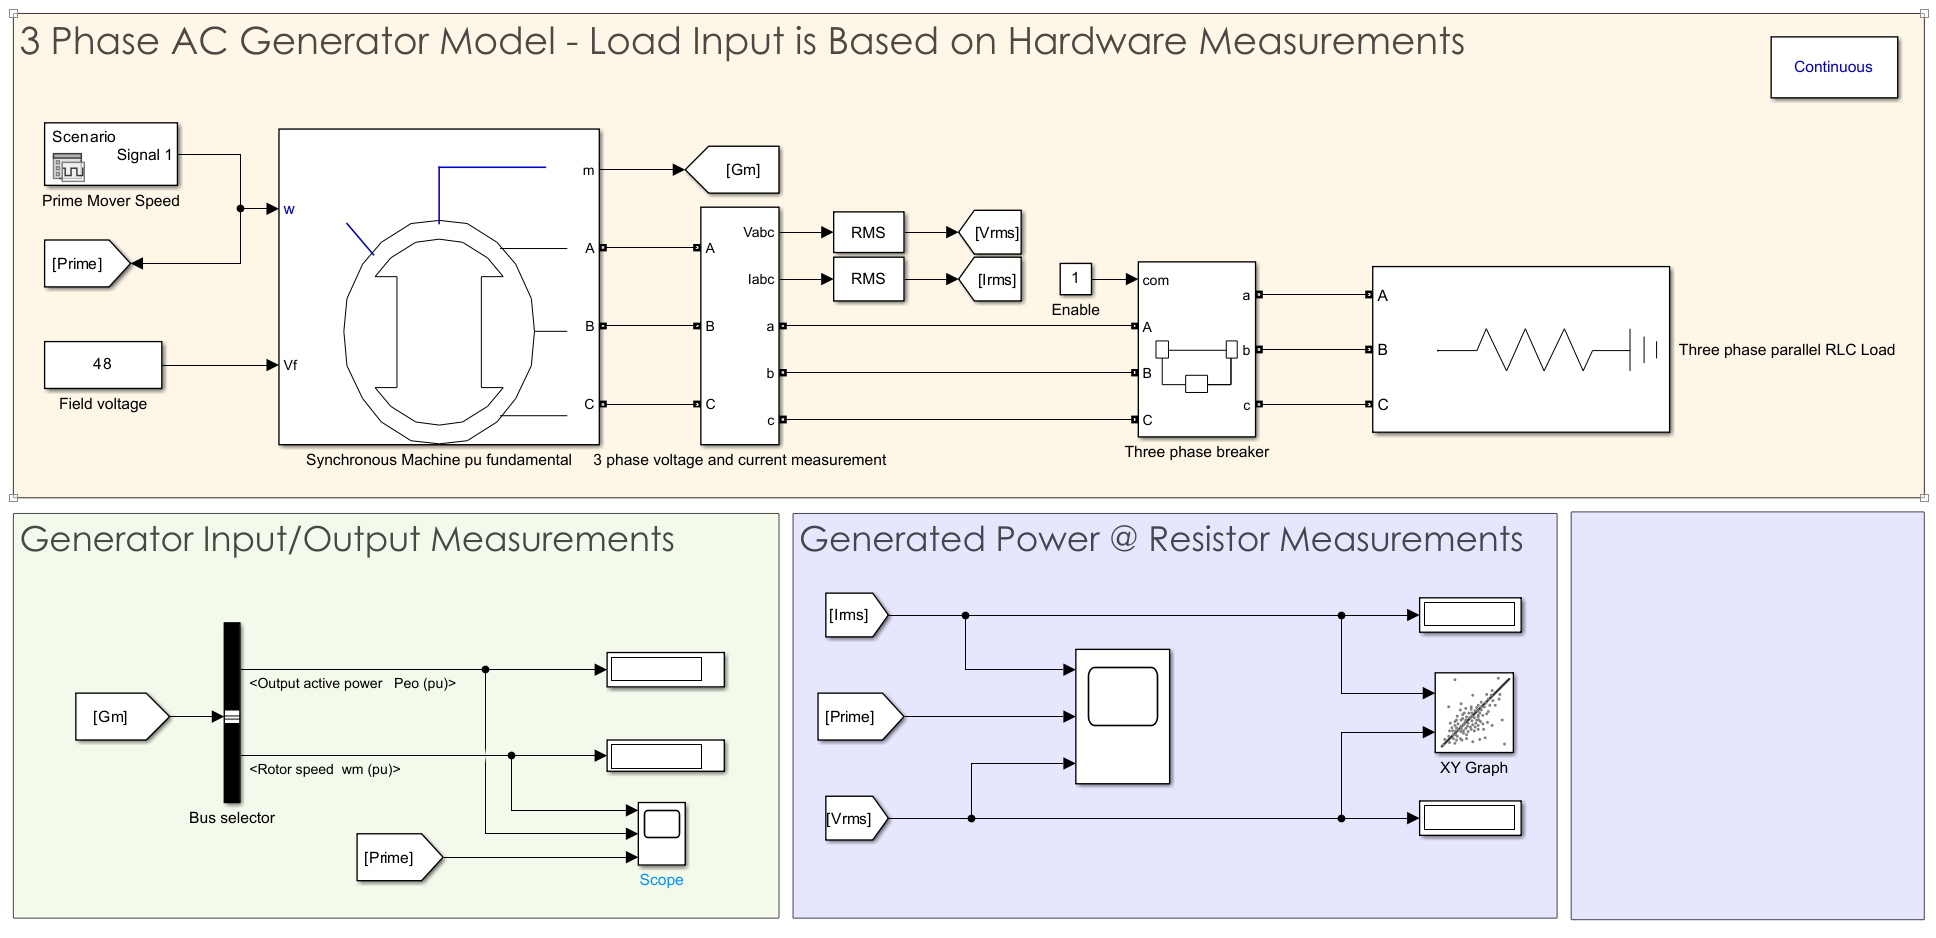 3 Phase AC Generator Model - Load Input is Based on Hardware Measurements
Continuous
Scenario
Signal 1
Prime Mover Speed
[Prime]
48
Field voltage
w
Vf
m
A
B
C
Synchronous Machine pu fundamental
[Gm]
A
B
C
Vabc
Iabc
a
b
c
3 phase voltage and current measurement
RMS
[Vrms]
RMS
[Irms]
1
Enable
com
A
B
C
a
b
c
Three phase breaker
A
B
C
Three phase parallel RLC Load
Generator Input/Output Measurements
[Gm]
<Output active power   Peo (pu)>
<Rotor speed  wm (pu)>
Bus selector
[Prime]
Scope
Generated Power @ Resistor Measurements
[Irms]
[Prime]
[Vrms]
XY Graph